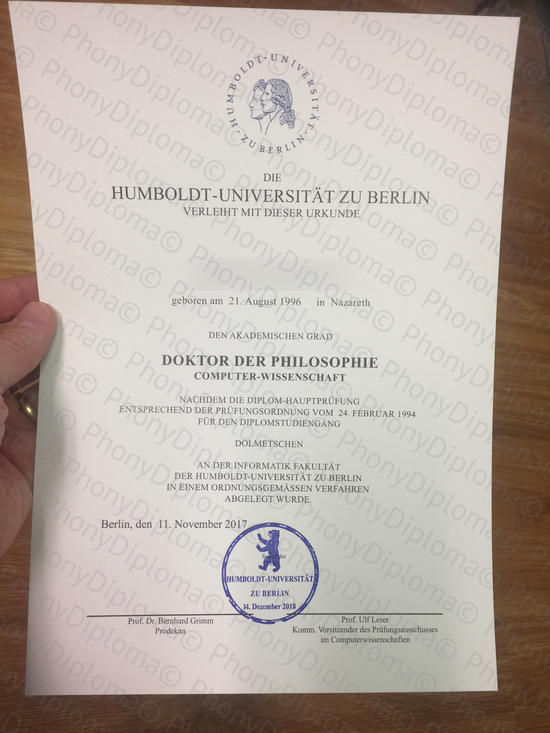 HUMBOLDT-UNIVERSITÄT
ZU BERLIN
DIE
HUMBOLDT-UNIVERSITÄT ZU BERLIN
VERLEIHT MIT DIESER URKUNDE
geboren am 21. August 1996 in Nazareth
DEN AKADEMISCHEN GRAD
DOKTOR DER PHILOSOPHIE
COMPUTER-WISSENSCHAFT
NACHDEM DIE DIPLOM-HAUPTPRÜFUNG
ENTSPRECHEND DER PRÜFUNGSORDNUNG VOM 24. FEBRUAR 1994
FÜR DEN DIPLOMSTUDIENGANG
DOLMETSCHEN
AN DER INFORMATIK FAKULTÄT
DER HUMBOLDT-UNIVERSITÄT ZU BERLIN
IN EINEM ORDNUNGSGEMÄSSEN VERFAHREN
ABGELEGT WURDE.
Berlin, den 11. November 2017
HUMBOLDT-UNIVERSITÄT
ZU BERLIN
14. Dezember 2018
Prof. Dr. Bernhard Grimm
Prodekan
Prof. Ulf Leser
Komm. Vorsitzender des Prüfungsausschusses
im Computerwissenschaften
PhonyDiploma©